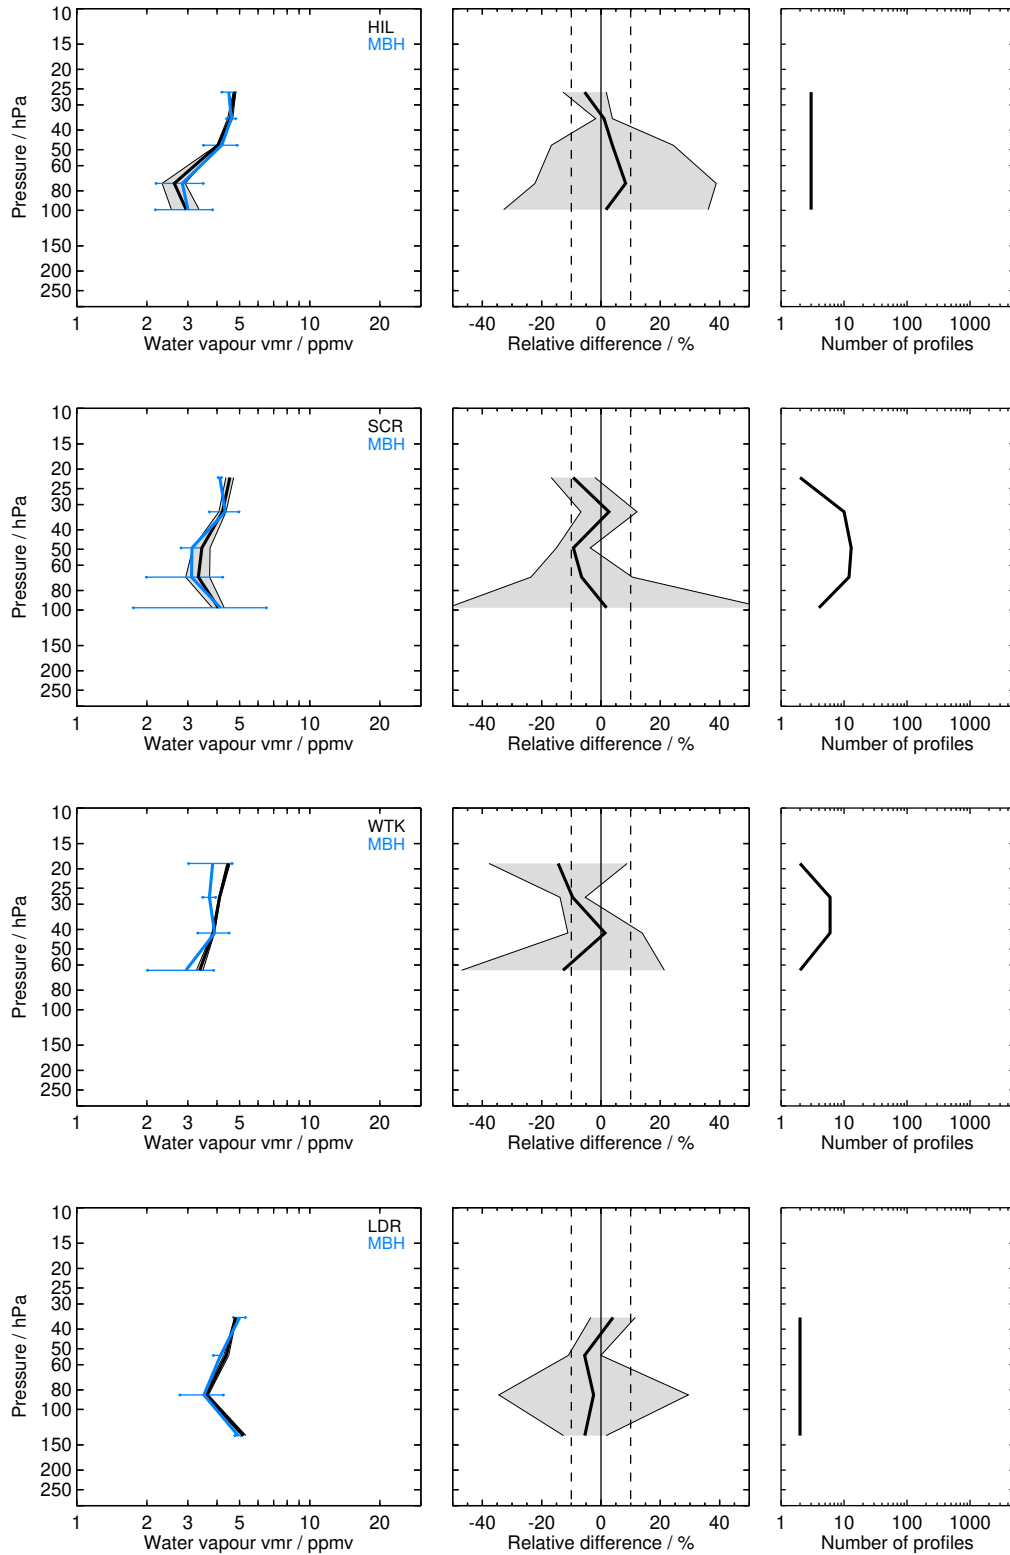 10
15
20
25
30
40
50
60
80
100
150
200
250
Pressure / hPa
HIL
MBH
1 2 3 5 10 20
Water vapour vmr / ppmv
-40 -20 0 20 40
Relative difference / %
1 10 100 1000
Number of profiles
10
15
20
25
30
40
50
60
80
100
150
200
250
Pressure / hPa
SCR
MBH
1 2 3 5 10 20
Water vapour vmr / ppmv
-40 -20 0 20 40
Relative difference / %
1 10 100 1000
Number of profiles
10
15
20
25
30
40
50
60
80
100
150
200
250
Pressure / hPa
WTK
MBH
1 2 3 5 10 20
Water vapour vmr / ppmv
-40 -20 0 20 40
Relative difference / %
1 10 100 1000
Number of profiles
10
15
20
25
30
40
50
60
80
100
150
200
250
Pressure / hPa
LDR
MBH
1 2 3 5 10 20
Water vapour vmr / ppmv
-40 -20 0 20 40
Relative difference / %
1 10 100 1000
Number of profiles